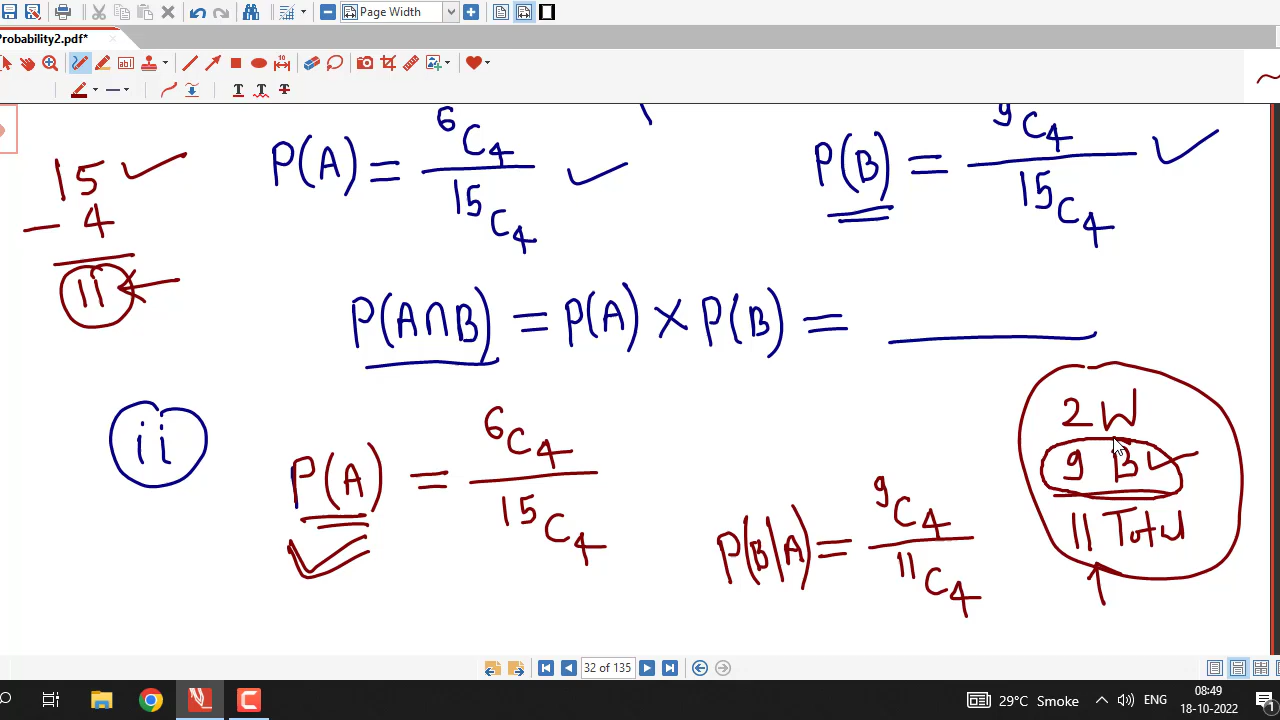 Page Width
Probability2.pdf*
P(A) = ⁶C₄ / ¹⁵C₄ ✓
P(B) = ⁹C₄ / ¹⁵C₄ ✓
15 ✓
- 4
11 ←
P(A∩B) = P(A) × P(B) =
ii
P(A) = ⁶C₄ / ¹⁵C₄
P(B|A) = ⁹C₄ / ¹¹C₄
2 W
9 B ✓
11 Total
32 of 135
29°C Smoke
ENG
08:49
18-10-2022
1